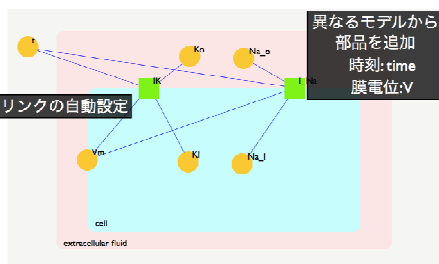 異なるモデルから
部品を追加
時刻:time
膜電位:V
t
Ko
Na_o
IK
I_Na
リンクの自動設定
Vm
Ki
Na_i
cell
extracellular fluid